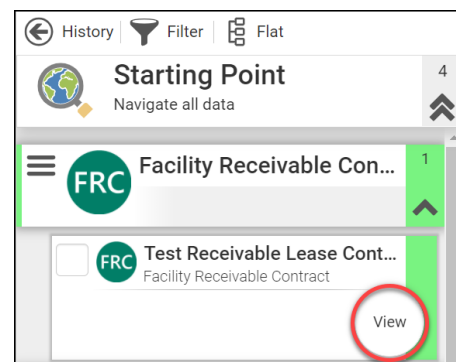 History Filter Flat
Starting Point 4
Navigate all data
FRC Facility Receivable Con... 1
FRC Test Receivable Lease Cont...
Facility Receivable Contract
View